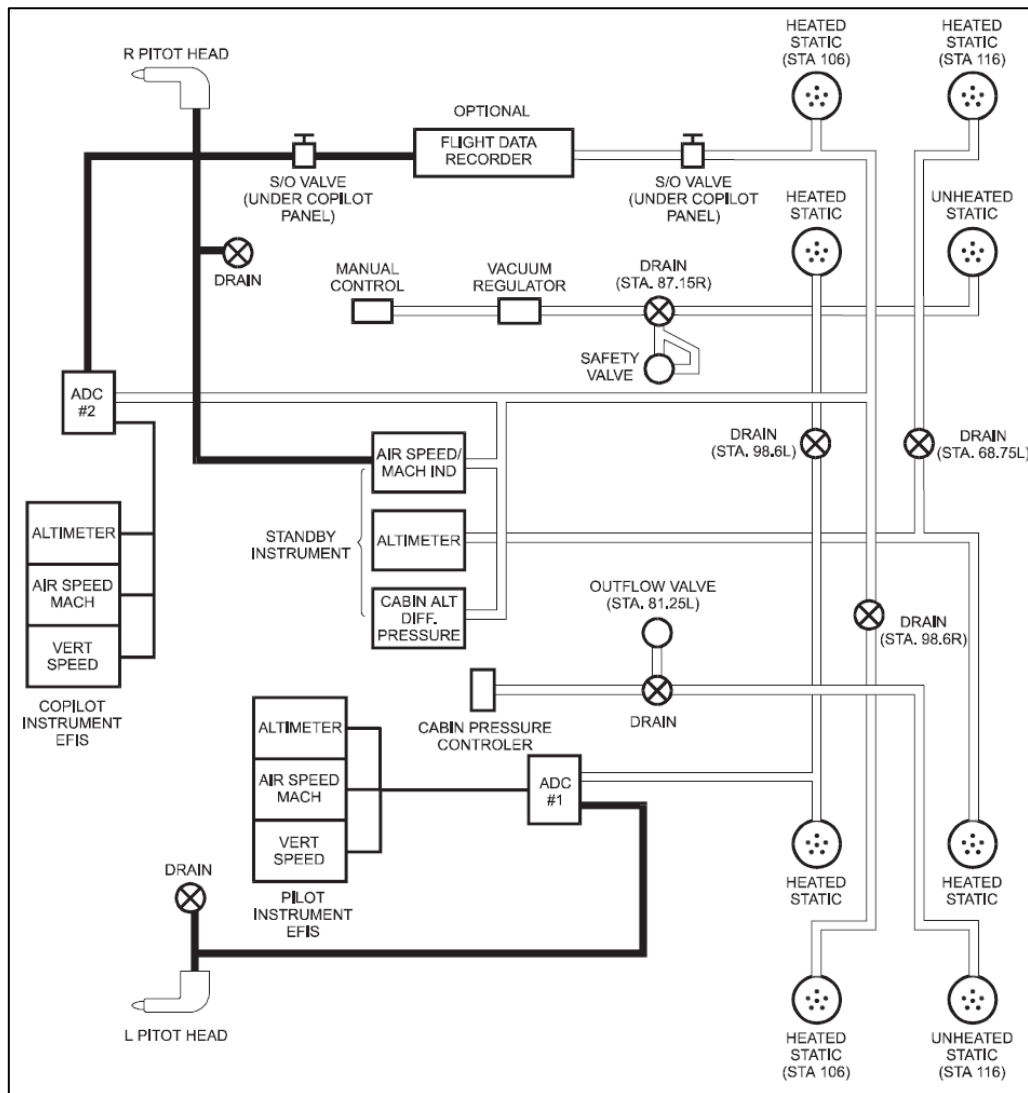 R PITOT HEAD
HEATED
STATIC
(STA 106)
HEATED
STATIC
(STA 116)
OPTIONAL
FLIGHT DATA
RECORDER
S/O VALVE
(UNDER COPILOT
PANEL)
S/O VALVE
(UNDER COPILOT
PANEL)
HEATED
STATIC
UNHEATED
STATIC
DRAIN
MANUAL
CONTROL
VACUUM
REGULATOR
DRAIN
(STA. 87.15R)
SAFETY
VALVE
ADC
#2
AIR SPEED/
MACH IND
DRAIN
(STA. 98.6L)
DRAIN
(STA. 68.75L)
ALTIMETER
AIR SPEED
MACH
VERT
SPEED
COPILOT
INSTRUMENT
EFIS
STANDBY
INSTRUMENT
ALTIMETER
CABIN ALT
DIFF.
PRESSURE
OUTFLOW VALVE
(STA. 81.25L)
DRAIN
(STA. 98.6R)
CABIN PRESSURE
CONTROLER
DRAIN
ALTIMETER
AIR SPEED
MACH
VERT
SPEED
PILOT
INSTRUMENT
EFIS
ADC
#1
DRAIN
L PITOT HEAD
HEATED
STATIC
HEATED
STATIC
HEATED
STATIC
(STA 106)
UNHEATED
STATIC
(STA 116)